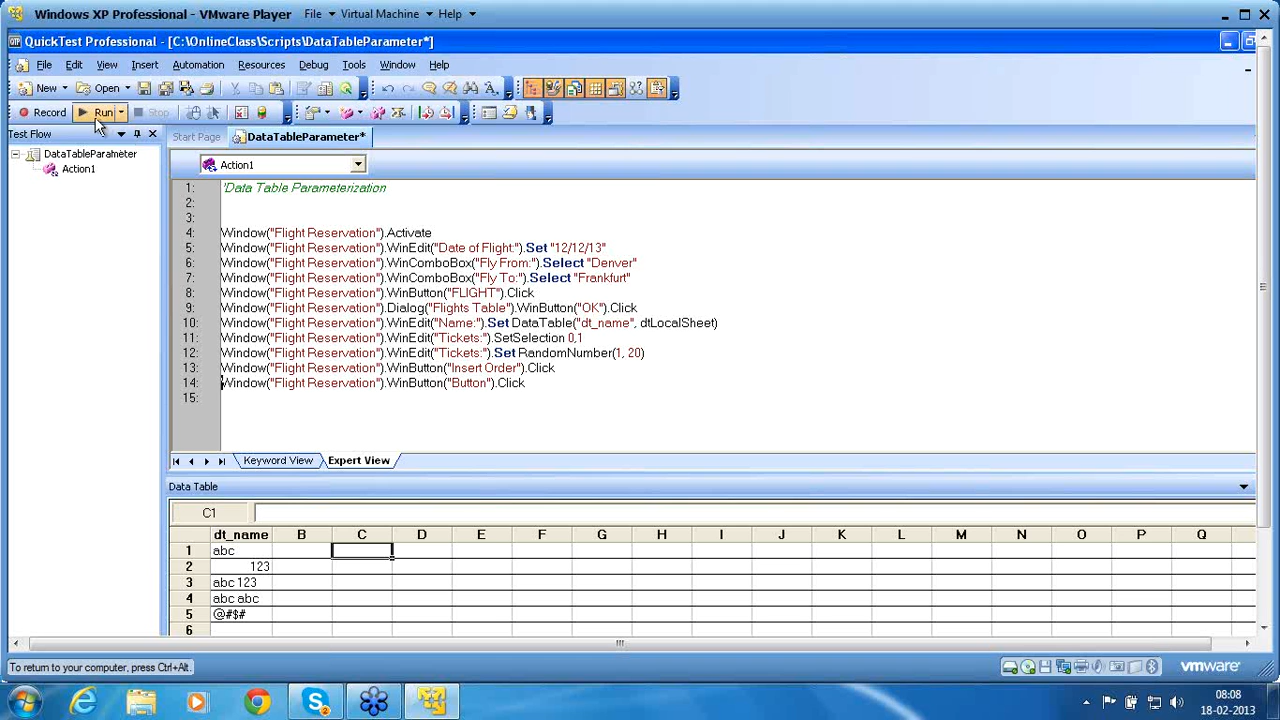 Windows XP Professional - VMware Player File Virtual Machine Help
QuickTest Professional - [C:\OnlineClass\Scripts\DataTableParameter*]
File Edit View Insert Automation Resources Debug Tools Window Help
New Open
Record Run Stop
Test Flow
Start Page DataTableParameter*
DataTableParameter
Action1
Action1
1: 'Data Table Parameterization
2:
3:
4: Window("Flight Reservation").Activate
5: Window("Flight Reservation").WinEdit("Date of Flight:").Set "12/12/13"
6: Window("Flight Reservation").WinComboBox("Fly From:").Select "Denver"
7: Window("Flight Reservation").WinComboBox("Fly To:").Select "Frankfurt"
8: Window("Flight Reservation").WinButton("FLIGHT").Click
9: Window("Flight Reservation").Dialog("Flights Table").WinButton("OK").Click
10: Window("Flight Reservation").WinEdit("Name:").Set DataTable("dt_name", dtLocalSheet)
11: Window("Flight Reservation").WinEdit("Tickets:").SetSelection 0,1
12: Window("Flight Reservation").WinEdit("Tickets:").Set RandomNumber(1, 20)
13: Window("Flight Reservation").WinButton("Insert Order").Click
14: Window("Flight Reservation").WinButton("Button").Click
15:
Keyword View Expert View
Data Table
C1
dt_name B C D E F G H I J K L M N O P Q
1 abc
2 123
3 abc 123
4 abc abc
5 @#$#
6
To return to your computer, press Ctrl+Alt.
vmware
08:08
18-02-2013